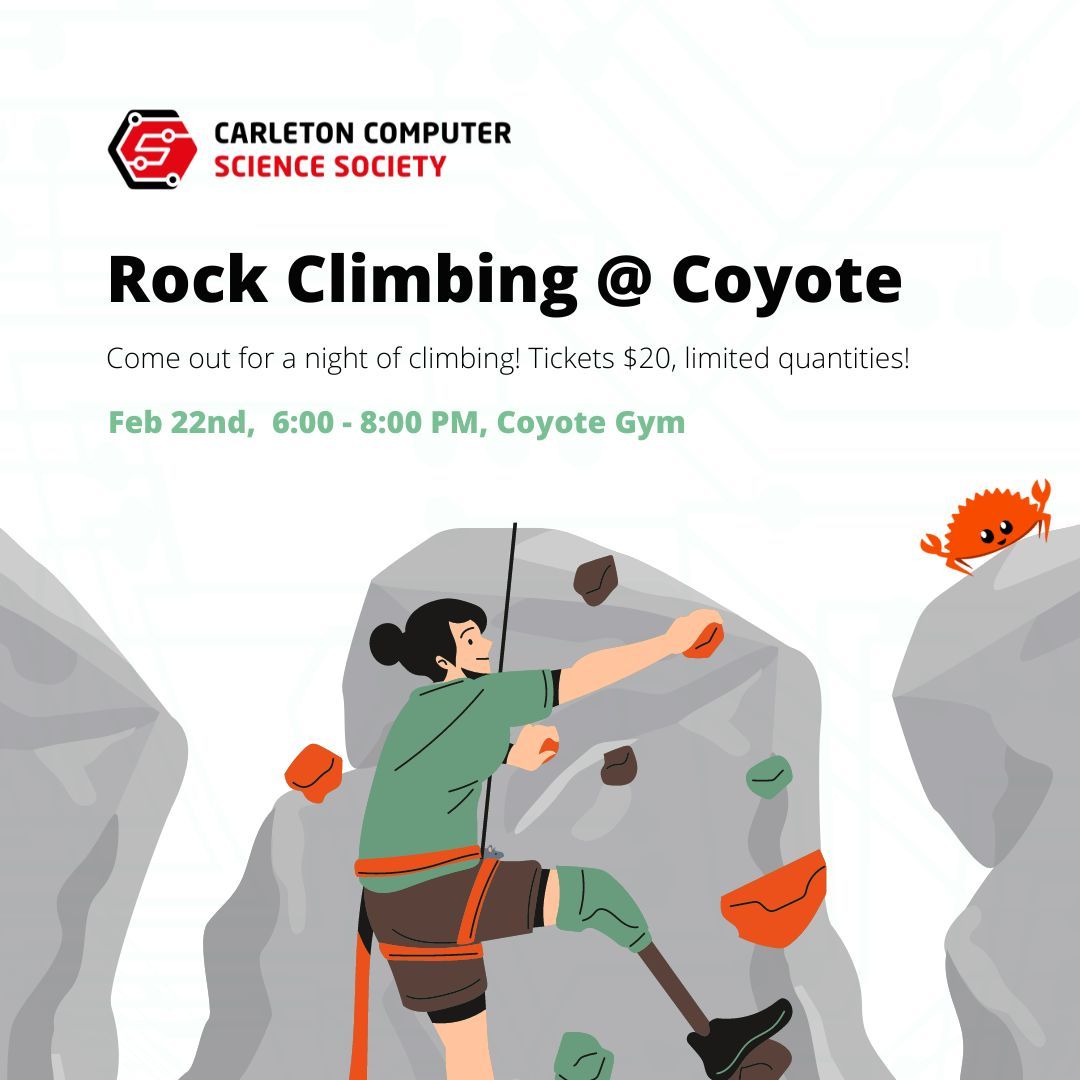 CARLETON COMPUTER
SCIENCE SOCIETY
Rock Climbing @ Coyote
Come out for a night of climbing! Tickets $20, limited quantities!
Feb 22nd,  6:00 - 8:00 PM, Coyote Gym